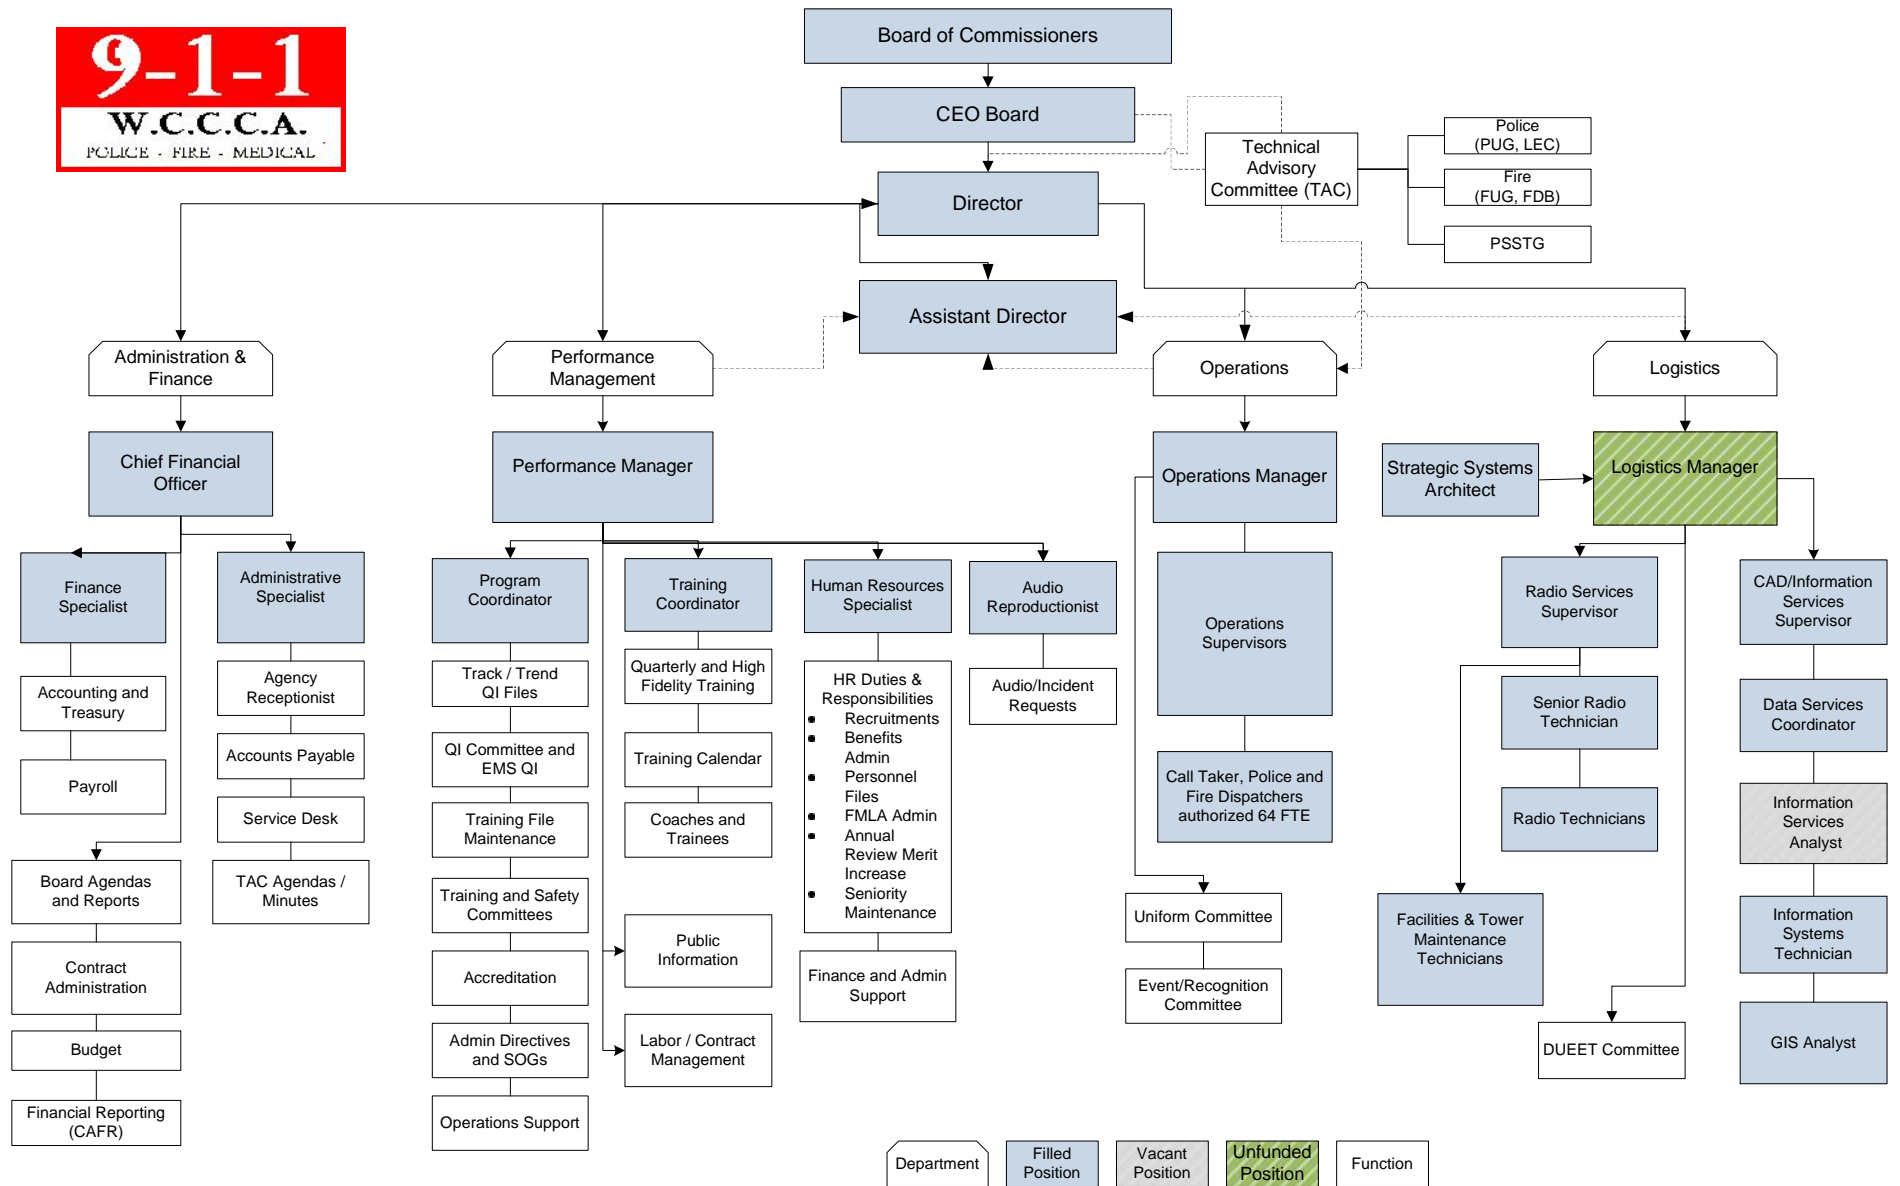 9-1-1
W.C.C.C.A.
POLICE - FIRE - MEDICAL
Board of Commissioners
CEO Board
Technical
Advisory
Committee (TAC)
Police
(PUG, LEC)
Fire
(FUG, FDB)
PSSTG
Director
Assistant Director
Administration &
Finance
Performance
Management
Operations
Logistics
Chief Financial
Officer
Performance Manager
Operations Manager
Strategic Systems
Architect
Logistics Manager
Finance
Specialist
Accounting and
Treasury
Payroll
Administrative
Specialist
Agency
Receptionist
Accounts Payable
Service Desk
TAC Agendas /
Minutes
Board Agendas
and Reports
Contract
Administration
Budget
Financial Reporting
(CAFR)
Program
Coordinator
Track / Trend
QI Files
QI Committee and
EMS QI
Training File
Maintenance
Training and Safety
Committees
Accreditation
Admin Directives
and SOGs
Operations Support
Training
Coordinator
Quarterly and High
Fidelity Training
Training Calendar
Coaches and
Trainees
Public
Information
Labor / Contract
Management
Human Resources
Specialist
HR Duties &
Responsibilities
• Recruitments
• Benefits
Admin
• Personnel
Files
• FMLA Admin
• Annual
Review Merit
Increase
• Seniority
Maintenance
Finance and Admin
Support
Audio
Reproductionist
Audio/Incident
Requests
Operations
Supervisors
Call Taker, Police and
Fire Dispatchers
authorized 64 FTE
Uniform Committee
Event/Recognition
Committee
Radio Services
Supervisor
Senior Radio
Technician
Radio Technicians
Facilities & Tower
Maintenance
Technicians
DUEET Committee
CAD/Information
Services
Supervisor
Data Services
Coordinator
Information
Services
Analyst
Information
Systems
Technician
GIS Analyst
Department
Filled
Position
Vacant
Position
Unfunded
Position
Function